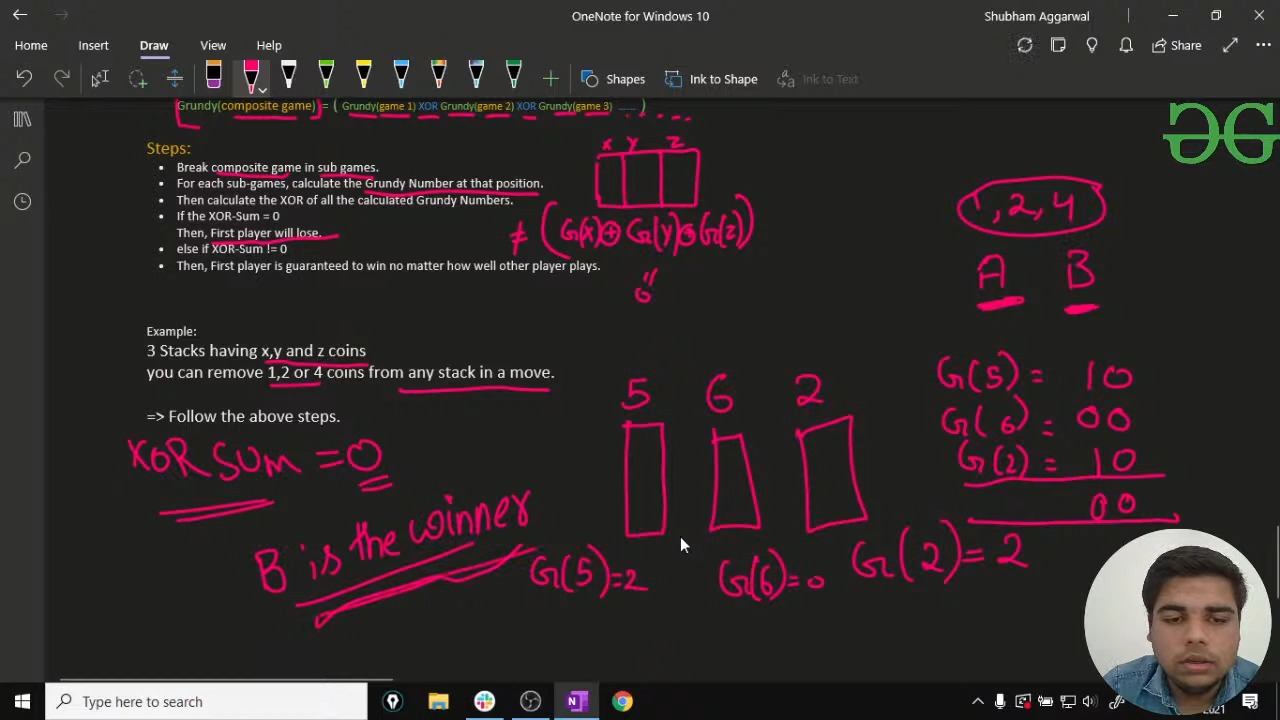 OneNote for Windows 10
Shubham Aggarwal
Home Insert Draw View Help
Share
Shapes
Ink to Shape
Ink to Text
Grundy(composite game) = ( Grundy(game 1) XOR Grundy(game 2) XOR Grundy(game 3) ...... )
Steps:
• Break composite game in sub games.
• For each sub-games, calculate the Grundy Number at that position.
• Then calculate the XOR of all the calculated Grundy Numbers.
• If the XOR-Sum = 0
Then, First player will lose.
• else if XOR-Sum != 0
• Then, First player is guaranteed to win no matter how well other player plays.
x y z
≠ (G(x)⊕ G(y)⊕G(z))
1, 2, 4
A B
Example:
3 Stacks having x,y and z coins
you can remove 1,2 or 4 coins from any stack in a move.
=> Follow the above steps.
XOR SUM = 0
B is the winner
5 6 2
G(5)=2 G(6)=0 G(2)=2
G(5) = 10
G(6) = 00
G(2) = 10
00
Type here to search
2021